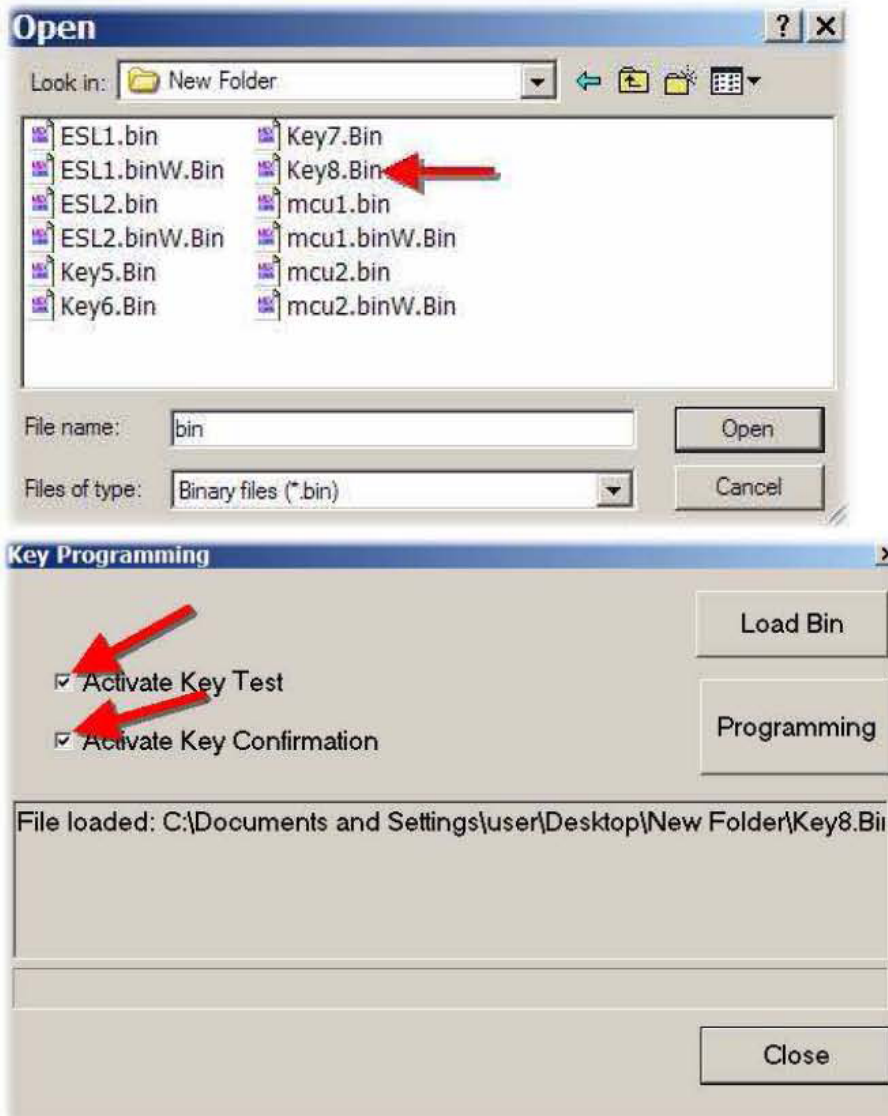 Open
Look in: New Folder
ESL1.bin
ESL1.binW.Bin
ESL2.bin
ESL2.binW.Bin
Key5.Bin
Key6.Bin
Key7.Bin
Key8.Bin
mcu1.bin
mcu1.binW.Bin
mcu2.bin
mcu2.binW.Bin
File name: bin Open
Files of type: Binary files (*.bin) Cancel
Key Programming
Load Bin
Activate Key Test
Programming
Activate Key Confirmation
File loaded: C:\Documents and Settings\user\Desktop\New Folder\Key8.Bi
Close